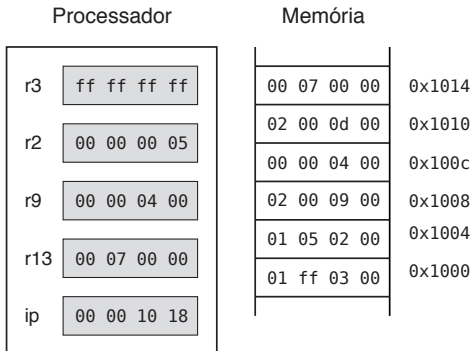 Processador
Memória
r3 ff ff ff ff
r2 00 00 00 05
r9 00 00 04 00
r13 00 07 00 00
ip 00 00 10 18
00 07 00 00 0x1014
02 00 0d 00 0x1010
00 00 04 00 0x100c
02 00 09 00 0x1008
01 05 02 00 0x1004
01 ff 03 00 0x1000